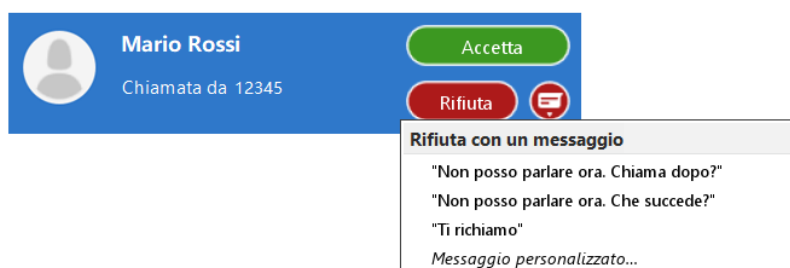 Mario Rossi
Accetta
Chiamata da 12345
Rifiuta
Rifiuta con un messaggio
"Non posso parlare ora. Chiama dopo?"
"Non posso parlare ora. Che succede?"
"Ti richiamo"
Messaggio personalizzato...